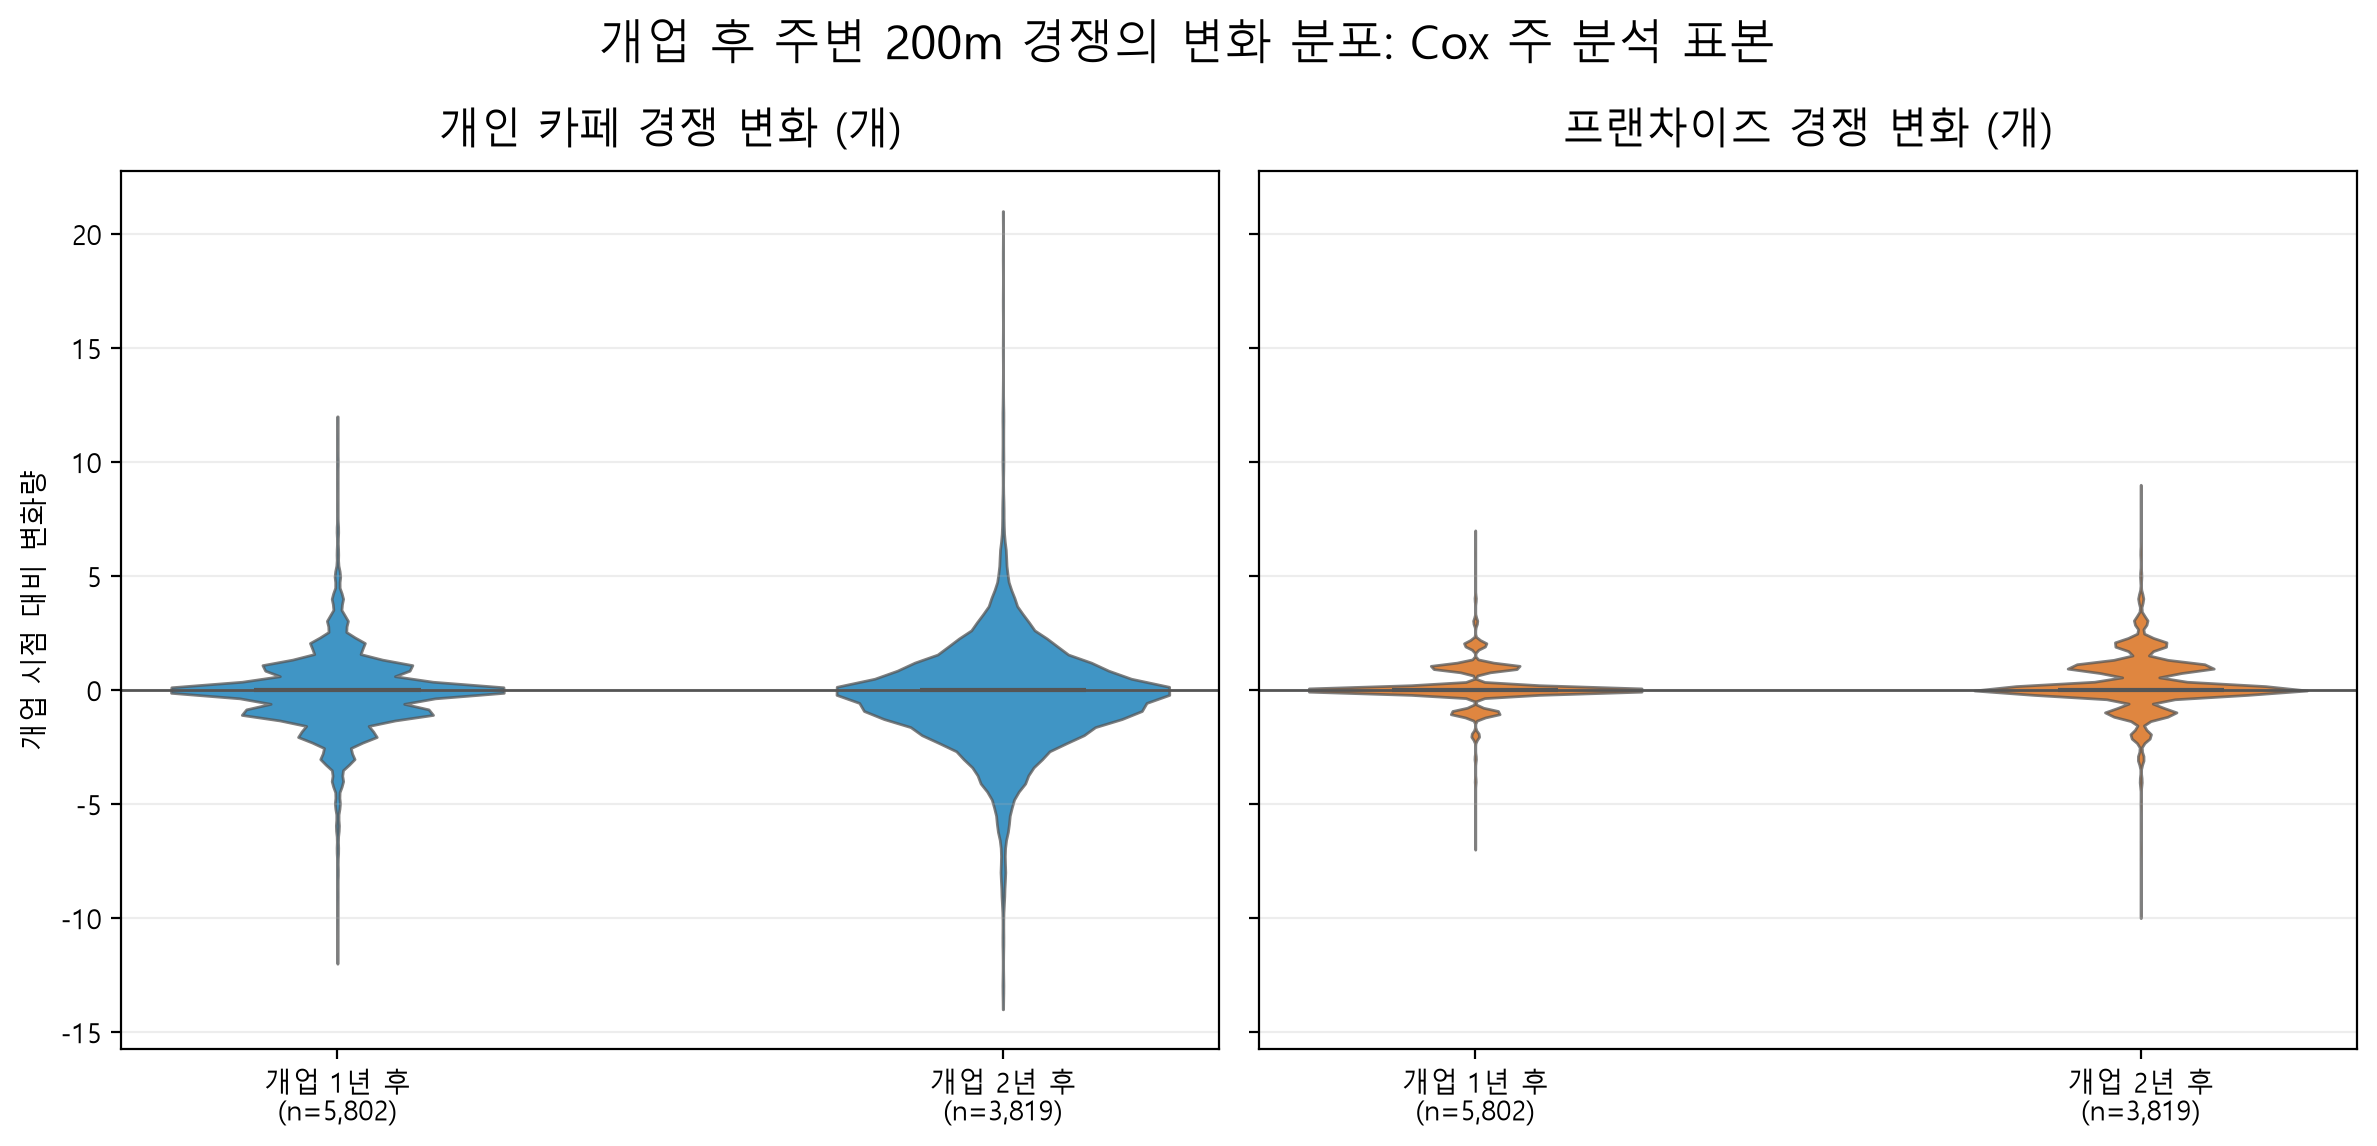 개업 후 주변 200m 경쟁의 변화 분포: Cox 주 분석 표본
개인 카페 경쟁 변화 (개)
프랜차이즈 경쟁 변화 (개)
개업 시점 대비 변화량
20
15
10
5
0
-5
-10
-15
개업 1년 후
(n=5,802)
개업 2년 후
(n=3,819)
개업 1년 후
(n=5,802)
개업 2년 후
(n=3,819)